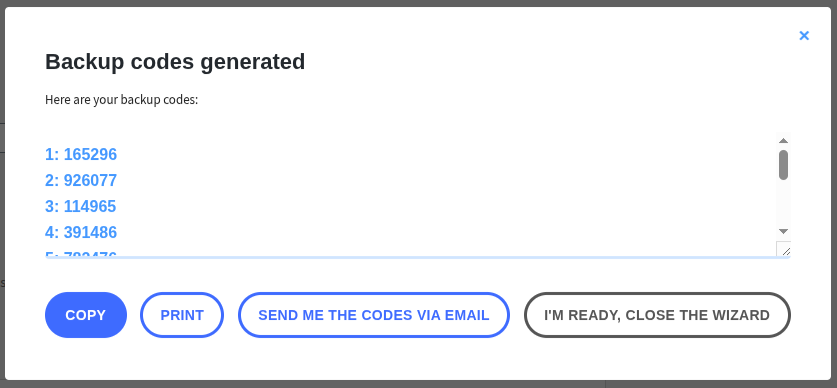 ×
Backup codes generated
Here are your backup codes:
1: 165296
2: 926077
3: 114965
4: 391486
COPY
PRINT
SEND ME THE CODES VIA EMAIL
I'M READY, CLOSE THE WIZARD